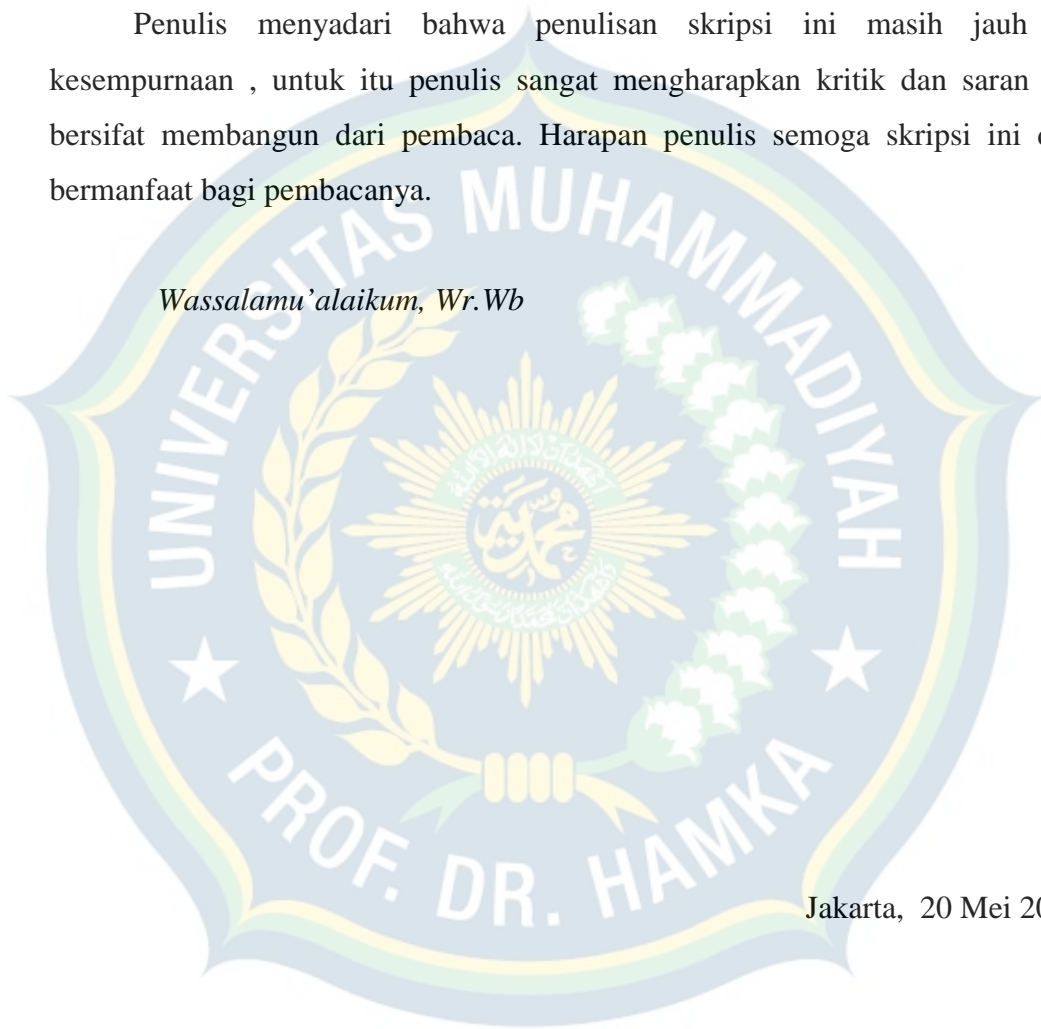 Penulis menyadari bahwa penulisan skripsi ini masih jauh
kesempurnaan , untuk itu penulis sangat mengharapkan kritik dan saran
bersifat membangun dari pembaca. Harapan penulis semoga skripsi ini
bermanfaat bagi pembacanya.
Wassalamu’alaikum, Wr.Wb
UNIVERSITAS MUHAMMADIYAH
محمدية
PROF. DR. HAMKA
Jakarta, 20 Mei 20